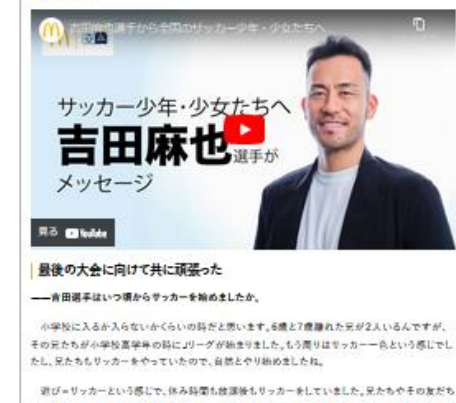 吉田麻也選手から全国のサッカー少年・少女たちへ
サッカー少年・少女たちへ
吉田麻也選手が
メッセージ
見る YouTube
最後の大会に向けて共に頑張った
――吉田選手はいつ頃からサッカーを始めましたか。
小学校に入るか入らないかくらいの時だと思います。6歳と7歳離れた兄が2人いるんですが、
その兄たちが小学校高学年の時にJリーグが始まりました。もう周りはサッカー一色という感じでし
たし、兄たちもサッカーをやっていたので、自然とやり始めましたね。
遊び=サッカーという感じで、休み時間も放課後もサッカーをしていました。兄たちやその友だち